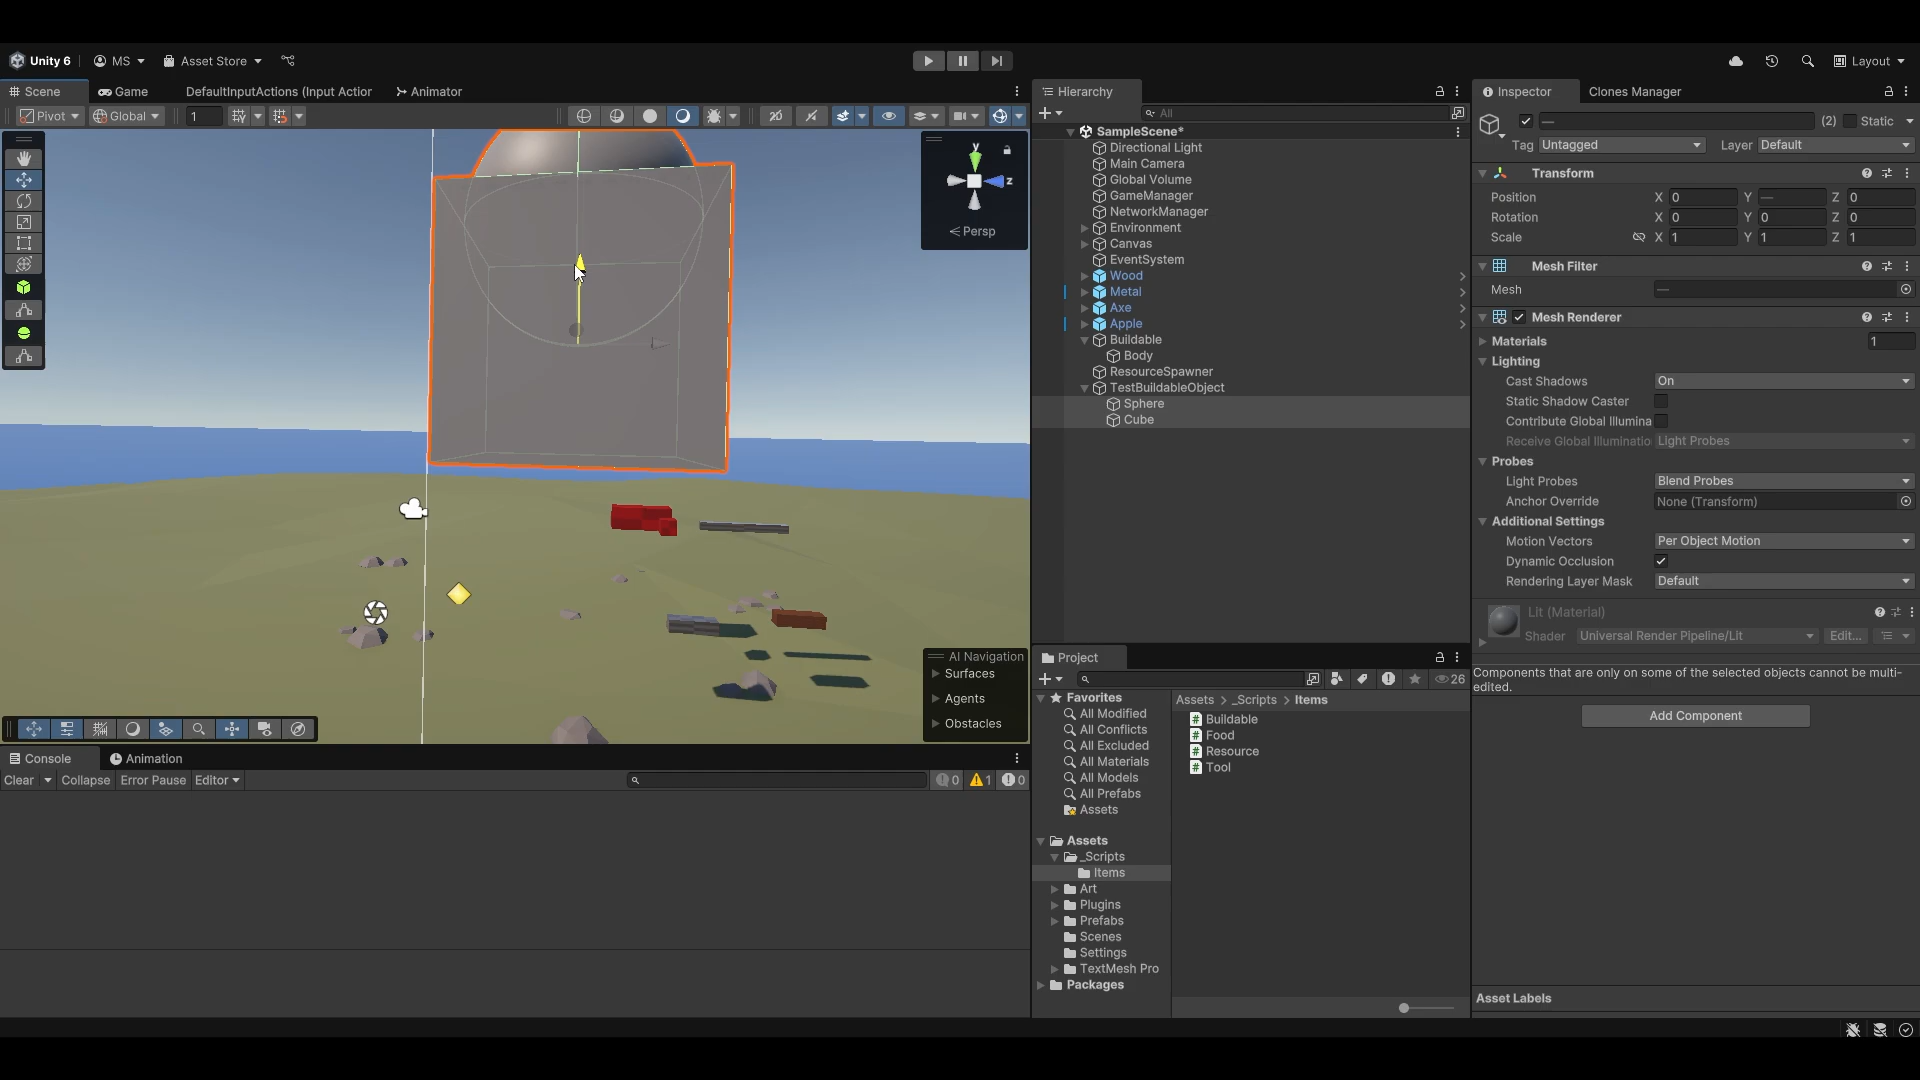 Unity 6
MS
Asset Store
Layout
Scene
Game
DefaultInputActions (Input Actior
Animator
Hierarchy
Inspector
Clones Manager
Pivot
Global
1
All
(2)
Static
Tag
Untagged
Layer
Default
SampleScene*
Directional Light
Main Camera
Global Volume
GameManager
NetworkManager
Environment
Canvas
EventSystem
Wood
Metal
Axe
Apple
Buildable
Body
ResourceSpawner
TestBuildableObject
Sphere
Cube
y
z
Persp
Transform
Position X 0 Y — Z 0
Rotation X 0 Y 0 Z 0
Scale X 1 Y 1 Z 1
Mesh Filter
Mesh —
Mesh Renderer
Materials 1
Lighting
Cast Shadows On
Static Shadow Caster
Contribute Global Illumina
Receive Global Illuminatio Light Probes
Probes
Light Probes Blend Probes
Anchor Override None (Transform)
Additional Settings
Motion Vectors Per Object Motion
Dynamic Occlusion
Rendering Layer Mask Default
Lit (Material)
Shader Universal Render Pipeline/Lit Edit...
Components that are only on some of the selected objects cannot be multi-
edited.
Add Component
Asset Labels
AI Navigation
Surfaces
Agents
Obstacles
Console
Animation
Clear
Collapse
Error Pause
Editor
0
1
0
Project
26
Favorites
All Modified
All Conflicts
All Excluded
All Materials
All Models
All Prefabs
Assets
Assets
_Scripts
Items
Art
Plugins
Prefabs
Scenes
Settings
TextMesh Pro
Packages
Assets > _Scripts > Items
Buildable
Food
Resource
Tool